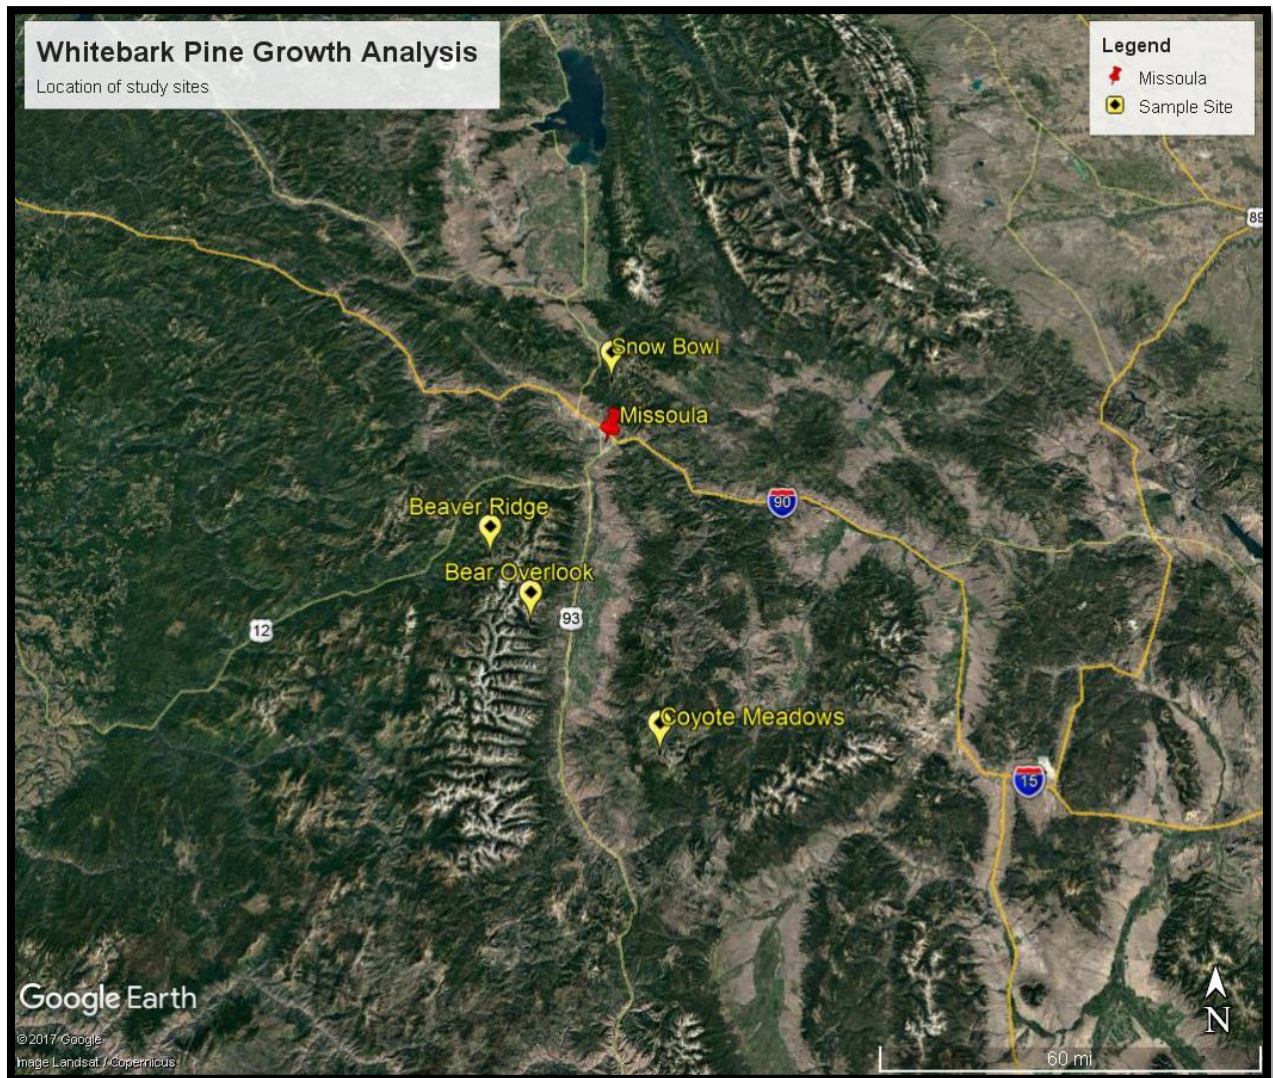 Whitebark Pine Growth Analysis
Location of study sites
Legend
Missoula
Sample Site
89
Snow Bowl
Missoula
90
Beaver Ridge
Bear Overlook
93
12
Coyote Meadows
15
Google Earth
©2017 Google
Image Landsat / Copernicus
N
60 mi